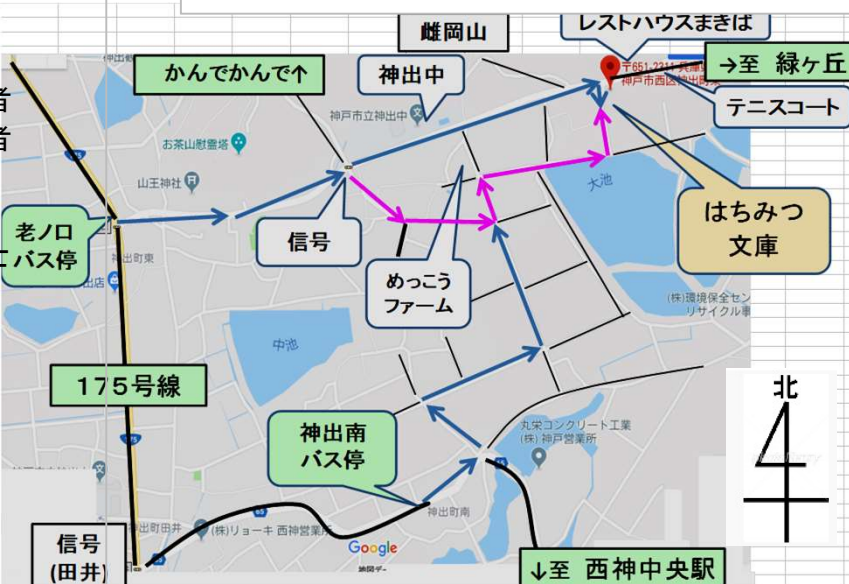 雌岡山
レストハウスまきば
かんでかんで↑
神出中
→至 緑ヶ丘
〒651-2311 兵庫
神戸市西区神出町東
テニスコート
神戸市立神出中
お茶山慰霊塔
山王神社
大池
はちみつ
文庫
老ノロ
バス停
信号
神出町東
めっこう
ファーム
(株)環境保全セン
リサイクル事
中池
175号線
北
神出南
バス停
丸栄コンクリート工業
(株) 神戸営業所
神出町田井
(株)リョーキ 西神営業所
神出町南
信号
(田井)
Google
地図デー
↓至 西神中央駅